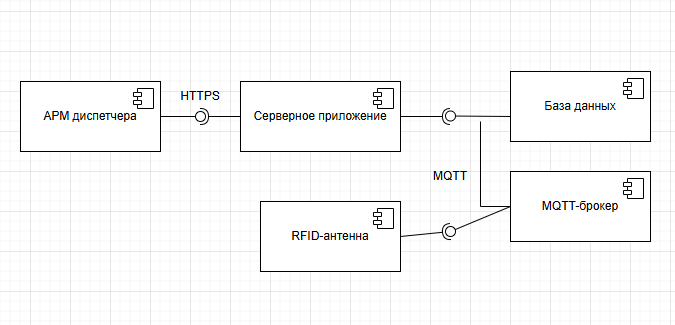 HTTPS
АРМ диспетчера
Серверное приложение
База данных
MQTT
RFID-антенна
MQTT-брокер